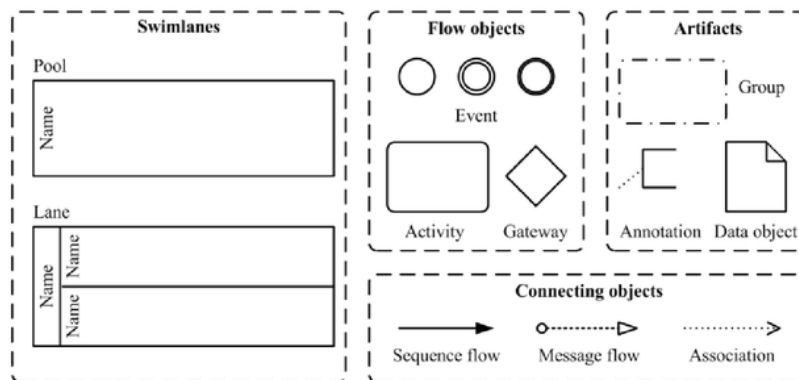 Swimlanes
Pool
Name
Lane
Name
Name
Name
Flow objects
Event
Activity
Gateway
Artifacts
Group
Annotation
Data object
Connecting objects
Sequence flow
Message flow
Association